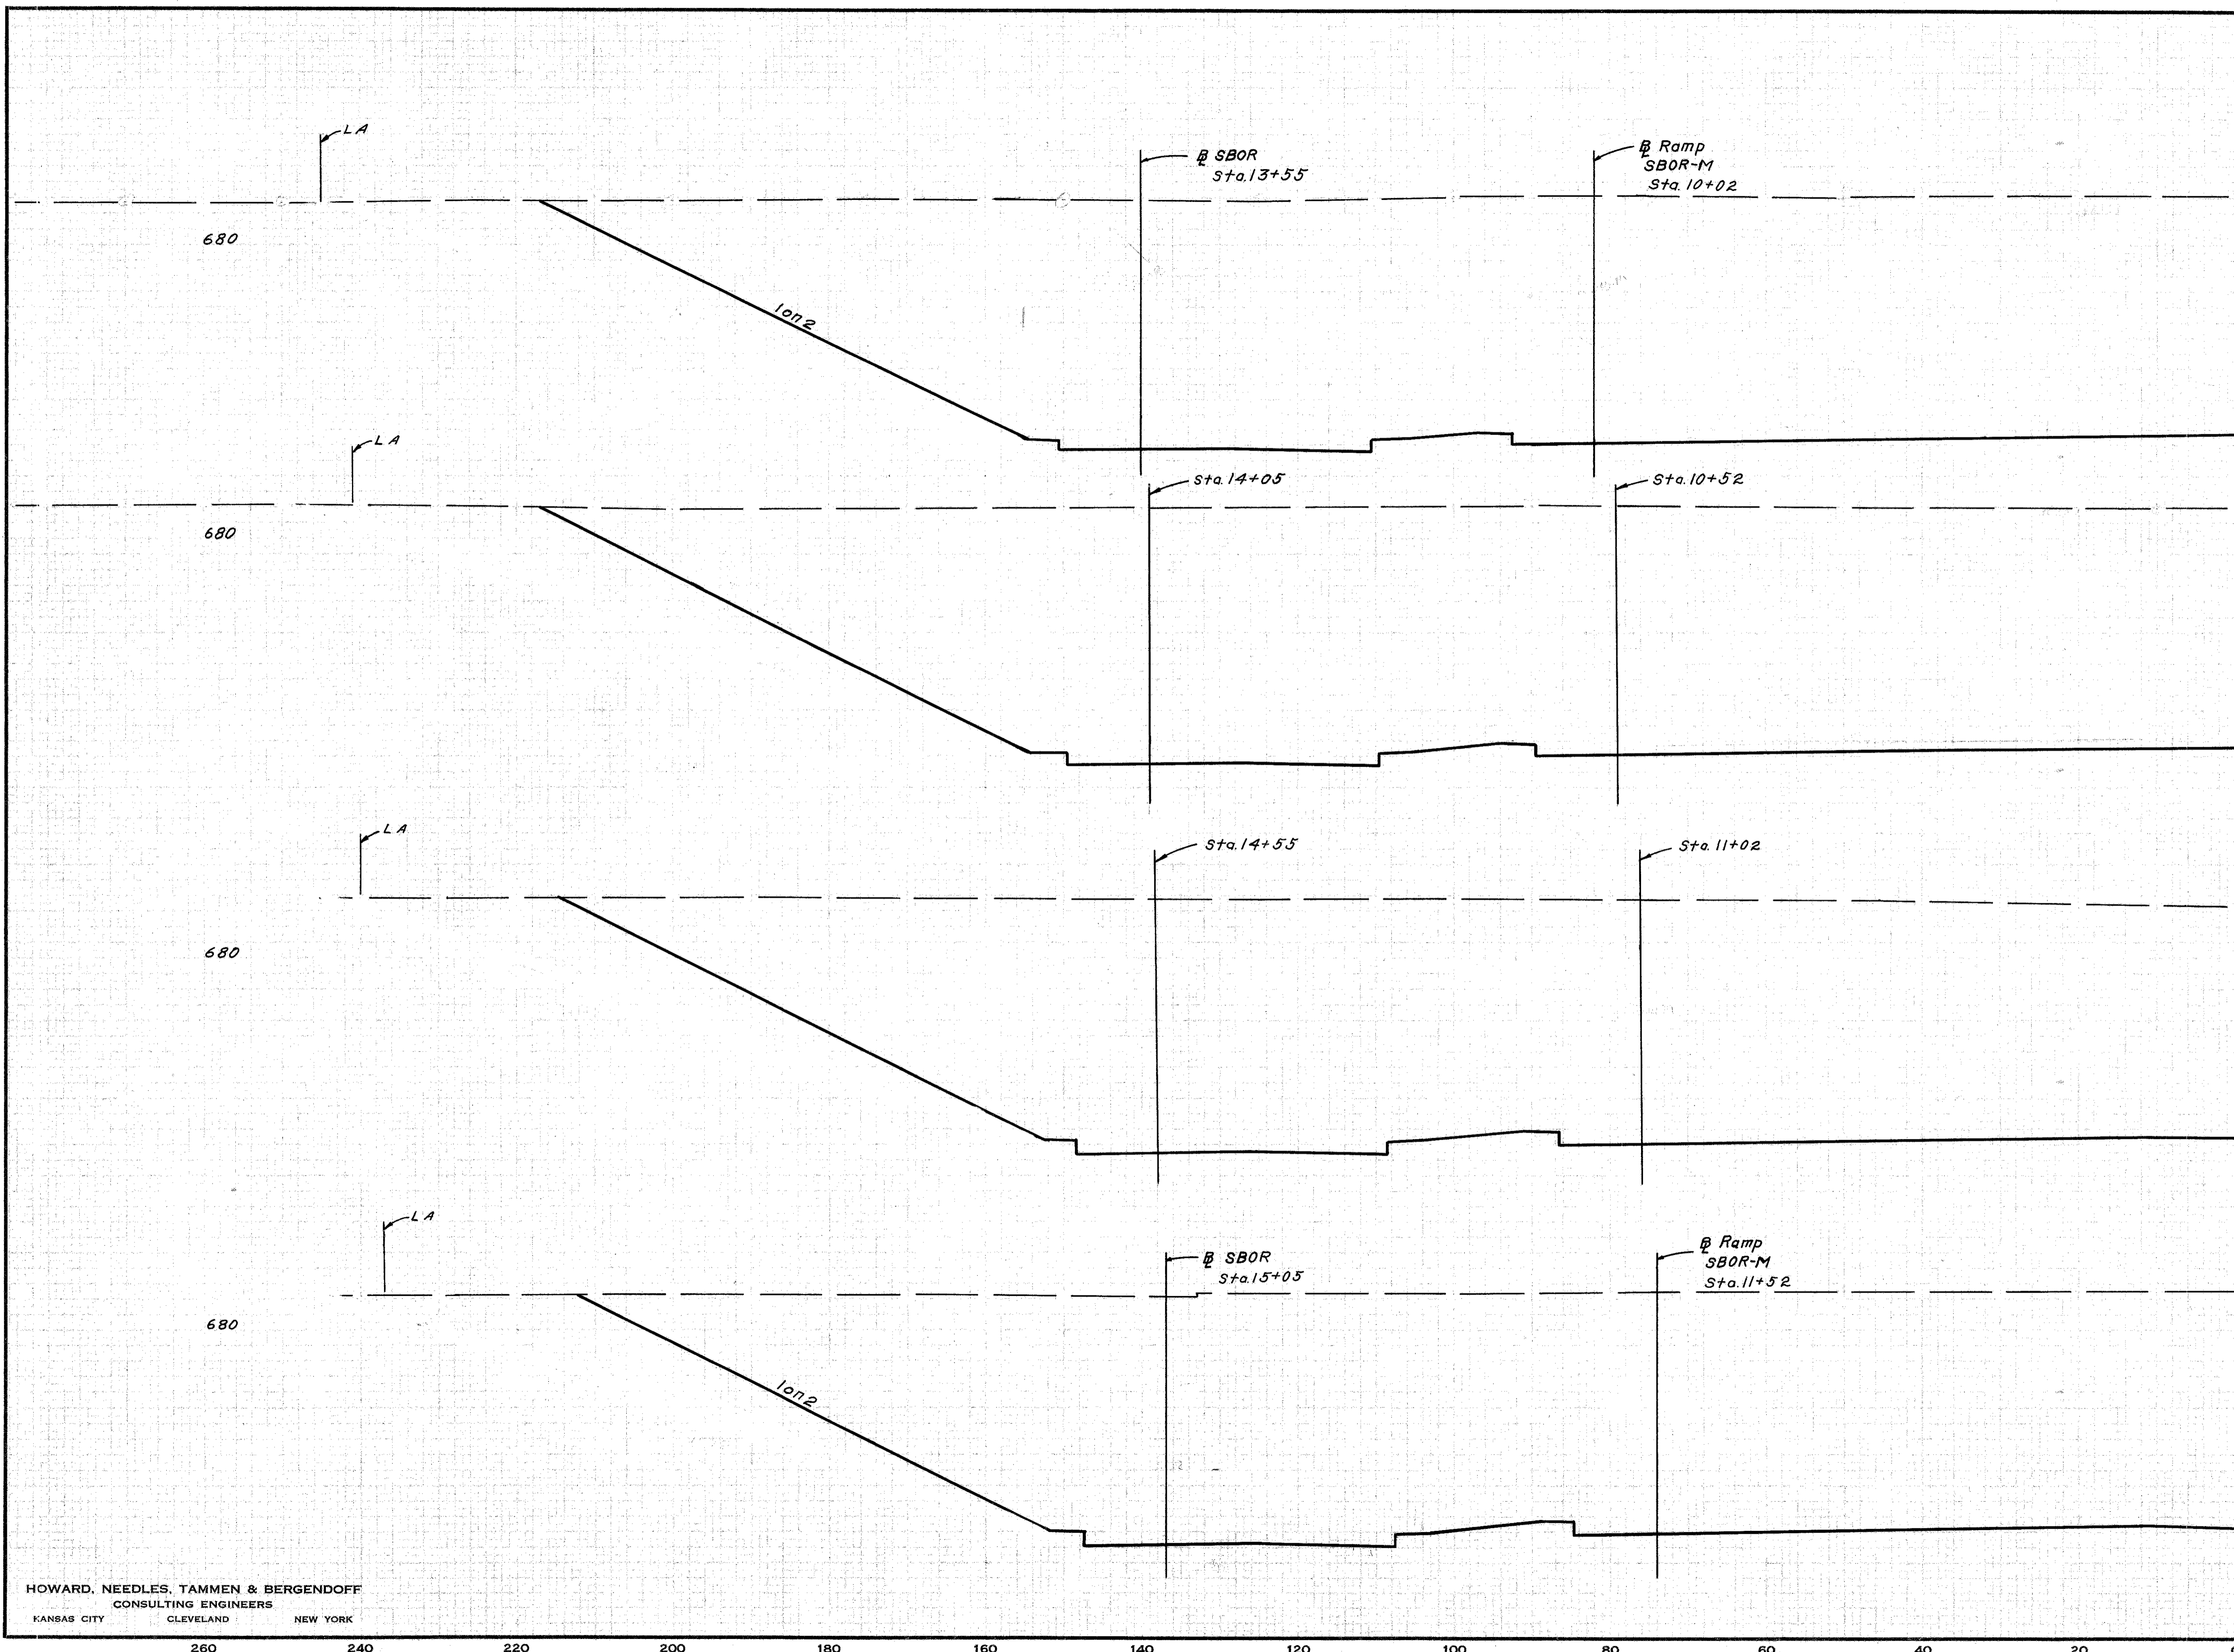 LA
℔ SBOR
Sta. 13+55
℔ Ramp
SBOR-M
Sta. 10+02
680
1on2
LA
Sta. 14+05
Sta. 10+52
680
LA
Sta. 14+55
Sta. 11+02
680
LA
℔ SBOR
Sta. 15+05
℔ Ramp
SBOR-M
Sta. 11+52
680
1on2
HOWARD, NEEDLES, TAMMEN & BERGENDOFF
CONSULTING ENGINEERS
KANSAS CITY CLEVELAND NEW YORK
260 240 220 200 180 160 140 120 100 80 60 40 20